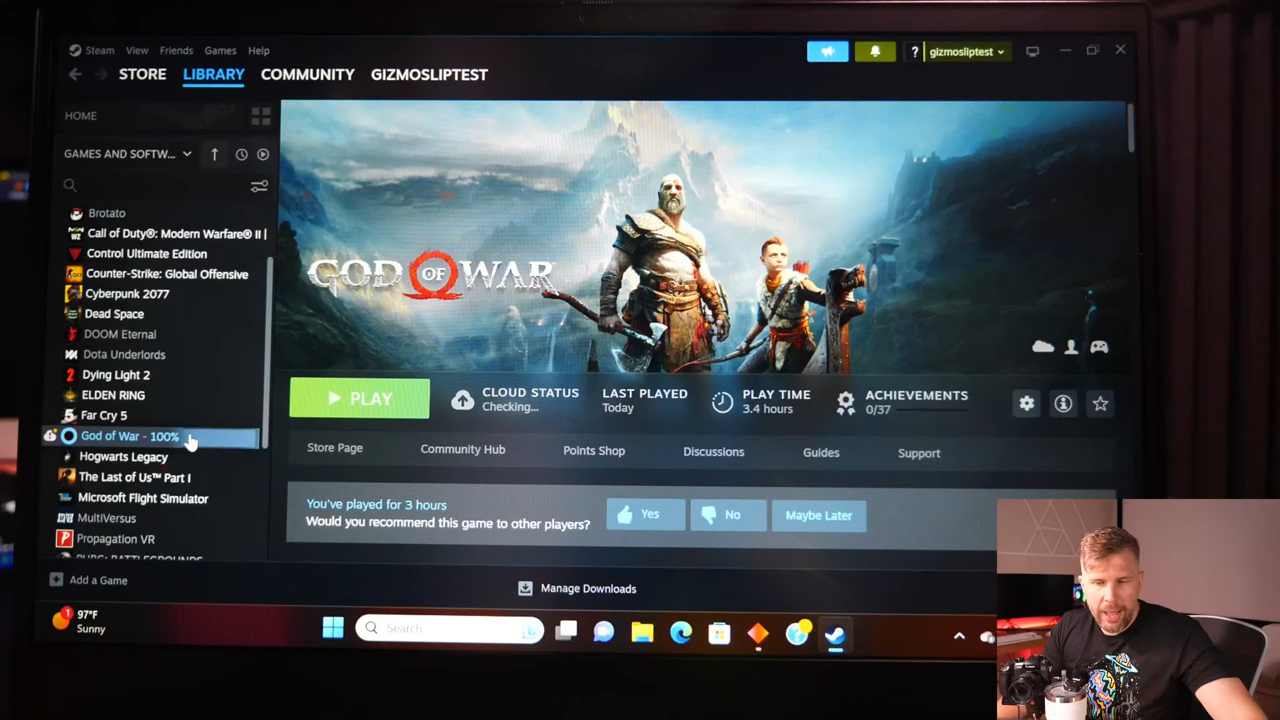 Steam View Friends Games Help
? gizmosliptest
STORE LIBRARY COMMUNITY GIZMOSLIPTEST
HOME
GAMES AND SOFTW...
GOD OF WAR
Brotato
Call of Duty®: Modern Warfare® II |
Control Ultimate Edition
Counter-Strike: Global Offensive
Cyberpunk 2077
Dead Space
DOOM Eternal
Dota Underlords
Dying Light 2
ELDEN RING
Far Cry 5
God of War - 100%
Hogwarts Legacy
The Last of Us™ Part I
Microsoft Flight Simulator
MultiVersus
Propagation VR
PUBG: BATTLEGROUNDS
PLAY
CLOUD STATUS
Checking...
LAST PLAYED
Today
PLAY TIME
3.4 hours
ACHIEVEMENTS
0/37
Store Page Community Hub Points Shop Discussions Guides Support
You've played for 3 hours
Would you recommend this game to other players?
Yes
No
Maybe Later
Add a Game
Manage Downloads
1
97°F
Sunny
Search